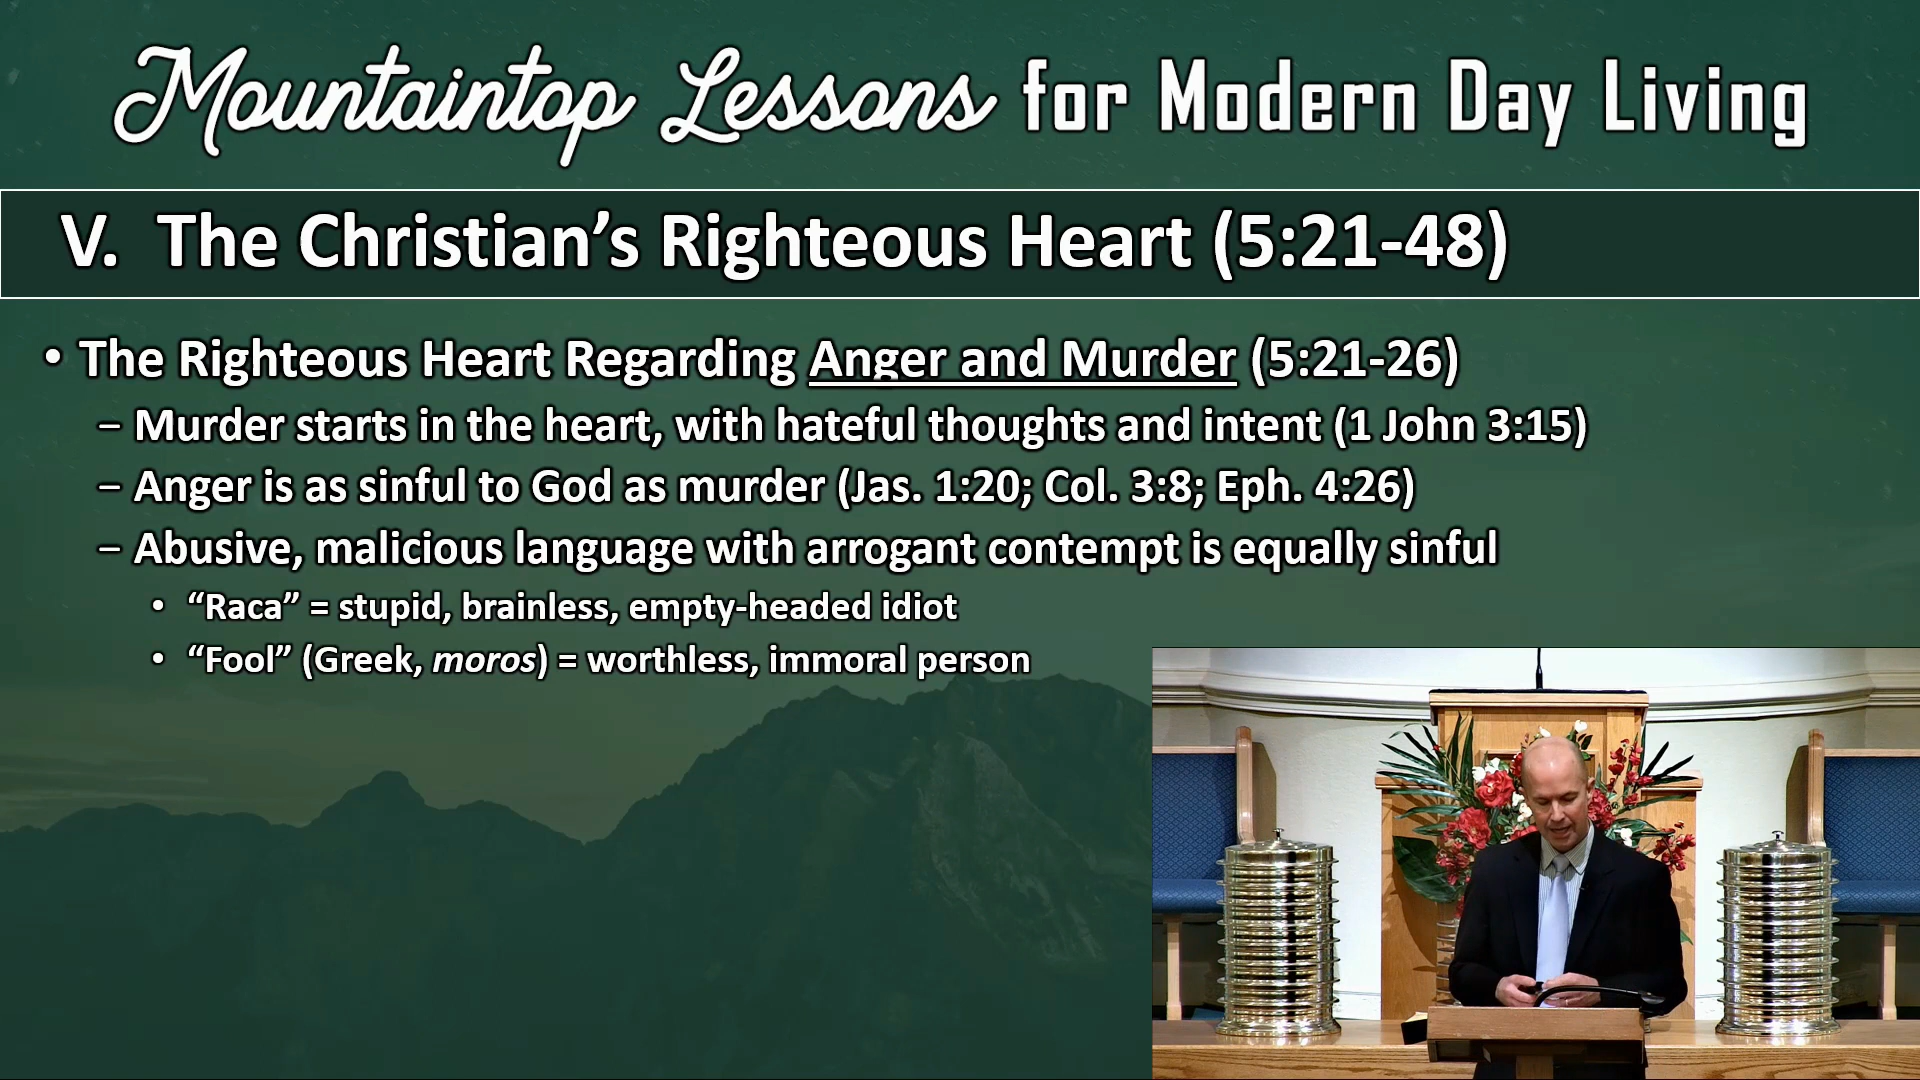 Mountaintop Lessons for Modern Day Living
V. The Christian’s Righteous Heart (5:21-48)
• The Righteous Heart Regarding Anger and Murder (5:21-26)
– Murder starts in the heart, with hateful thoughts and intent (1 John 3:15)
– Anger is as sinful to God as murder (Jas. 1:20; Col. 3:8; Eph. 4:26)
– Abusive, malicious language with arrogant contempt is equally sinful
• “Raca” = stupid, brainless, empty-headed idiot
• “Fool” (Greek, moros) = worthless, immoral person